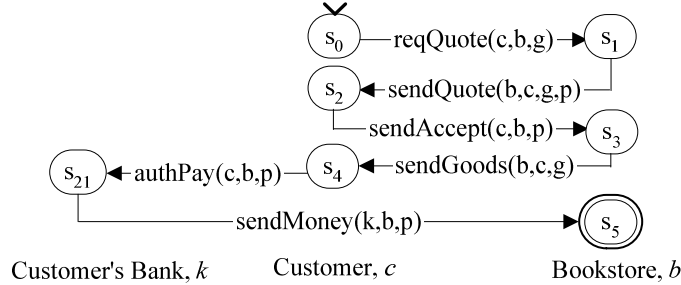 s0 reqQuote(c,b,g) s1
s2 sendQuote(b,c,g,p)
sendAccept(c,b,p) s3
s21 authPay(c,b,p) s4 sendGoods(b,c,g)
sendMoney(k,b,p) s5
Customer's Bank, k Customer, c Bookstore, b